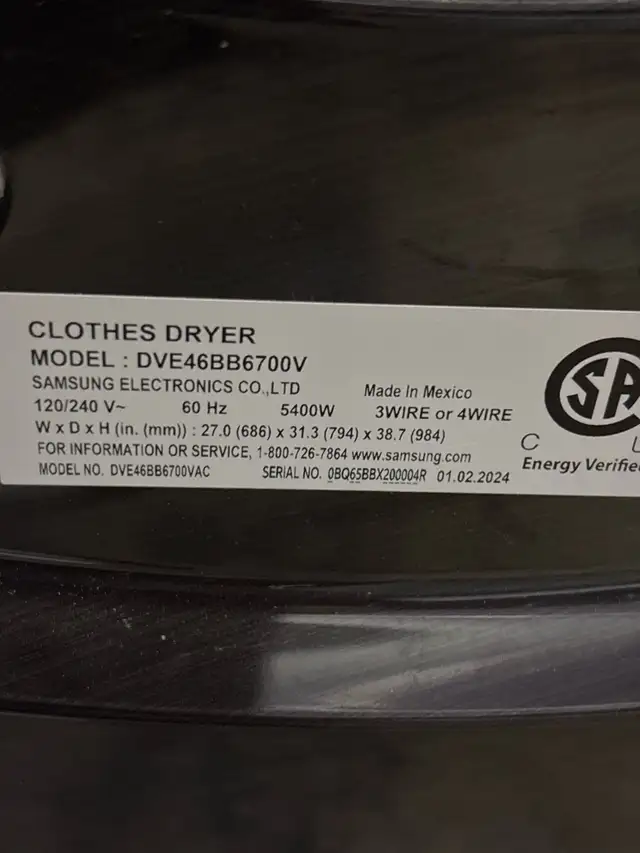 CLOTHES DRYER
MODEL : DVE46BB6700V
SAMSUNG ELECTRONICS CO.,LTD Made In Mexico
120/240 V~ 60 Hz 5400W 3WIRE or 4WIRE
W x D x H (in. (mm)) : 27.0 (686) x 31.3 (794) x 38.7 (984)
FOR INFORMATION OR SERVICE, 1-800-726-7864 www.samsung.com
MODEL NO. DVE46BB6700VAC SERIAL NO. 0BQ65BBX200004R 01.02.2024
SA
C
Energy Verified